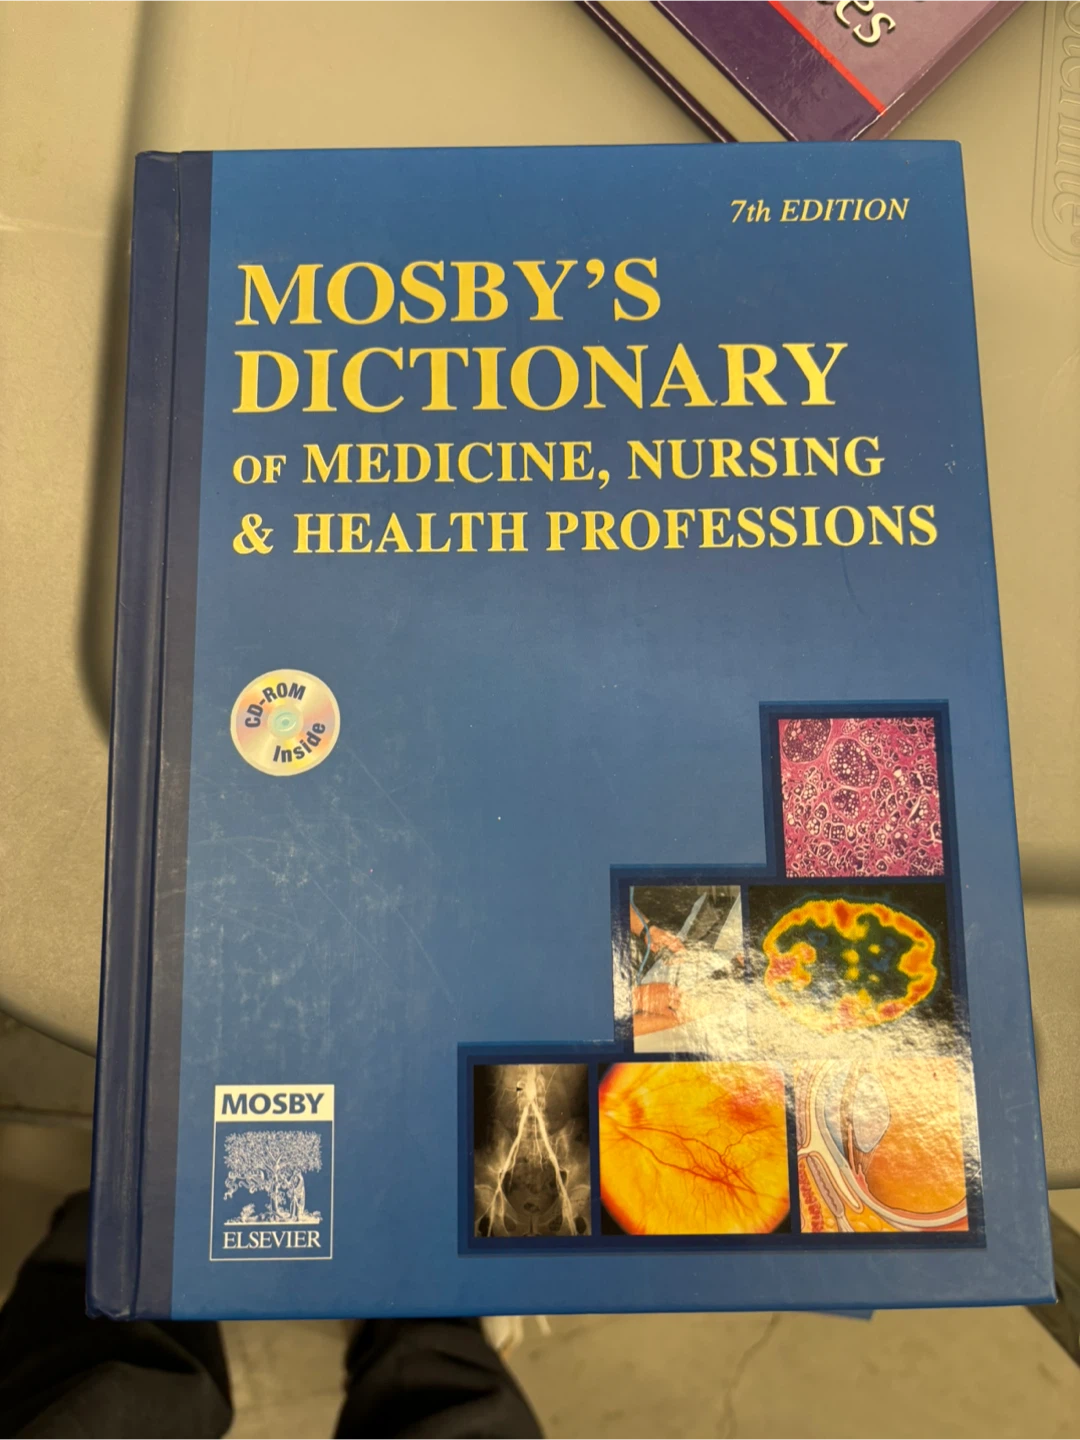 7th EDITION
MOSBY'S
DICTIONARY
OF MEDICINE, NURSING
& HEALTH PROFESSIONS
CD-ROM
Inside
MOSBY
ELSEVIER